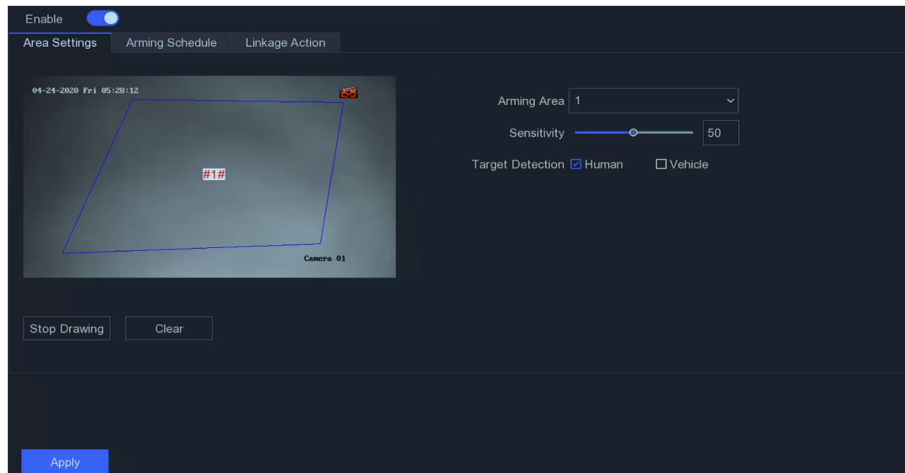 Enable
Area Settings Arming Schedule Linkage Action
04-24-2020 Fri 05:28:12
Arming Area 1
Sensitivity 50
Target Detection Human Vehicle
#1#
Camera 01
Stop Drawing Clear
Apply